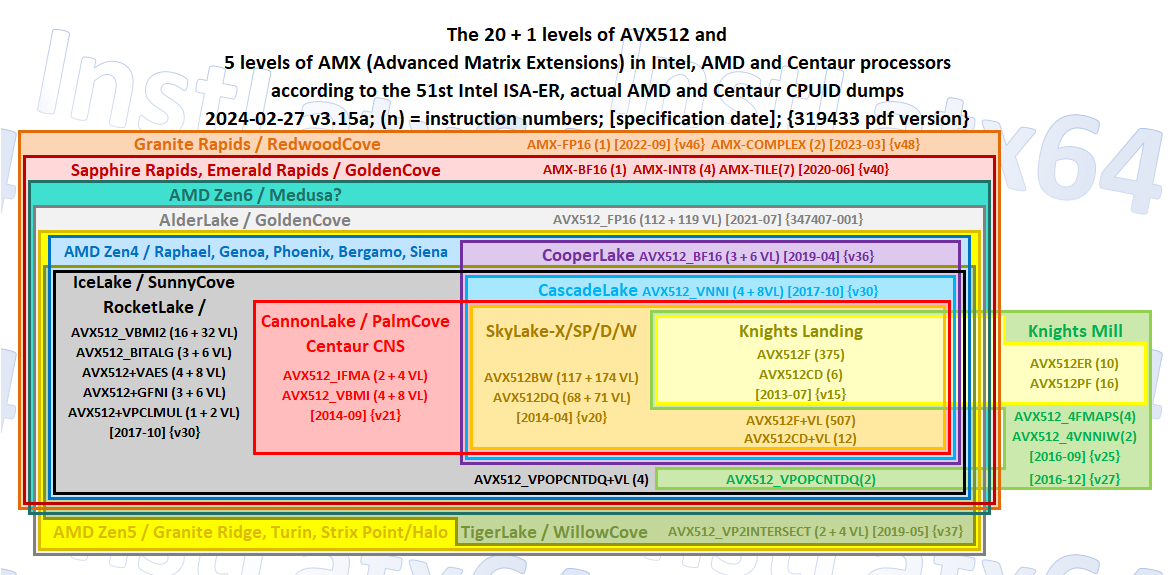 The 20 + 1 levels of AVX512 and
5 levels of AMX (Advanced Matrix Extensions) in Intel, AMD and Centaur processors
according to the 51st Intel ISA-ER, actual AMD and Centaur CPUID dumps
2024-02-27 v3.15a; (n) = instruction numbers; [specification date]; {319433 pdf version}
Granite Rapids / RedwoodCove AMX-FP16 (1) [2022-09] {v46} AMX-COMPLEX (2) [2023-03] {v48}
Sapphire Rapids, Emerald Rapids / GoldenCove AMX-BF16 (1) AMX-INT8 (4) AMX-TILE(7) [2020-06] {v40}
AMD Zen6 / Medusa?
AlderLake / GoldenCove AVX512_FP16 (112 + 119 VL) [2021-07] {347407-001}
AMD Zen4 / Raphael, Genoa, Phoenix, Bergamo, Siena
CooperLake AVX512_BF16 (3 + 6 VL) [2019-04] {v36}
IceLake / SunnyCove
RocketLake /
AVX512_VBMI2 (16 + 32 VL)
AVX512_BITALG (3 + 6 VL)
AVX512+VAES (4 + 8 VL)
AVX512+GFNI (3 + 6 VL)
AVX512+VPCLMUL (1 + 2 VL)
[2017-10] {v30}
CascadeLake AVX512_VNNI (4 + 8VL) [2017-10] {v30}
CannonLake / PalmCove
Centaur CNS
AVX512_IFMA (2 + 4 VL)
AVX512_VBMI (4 + 8 VL)
[2014-09] {v21}
SkyLake-X/SP/D/W
AVX512BW (117 + 174 VL)
AVX512DQ (68 + 71 VL)
[2014-04] {v20}
Knights Landing
AVX512F (375)
AVX512CD (6)
[2013-07] {v15}
AVX512F+VL (507)
AVX512CD+VL (12)
Knights Mill
AVX512ER (10)
AVX512PF (16)
AVX512_4FMAPS(4)
AVX512_4VNNIW(2)
[2016-09] {v25}
AVX512_VPOPCNTDQ+VL (4) AVX512_VPOPCNTDQ(2) [2016-12] {v27}
AMD Zen5 / Granite Ridge, Turin, Strix Point/Halo
TigerLake / WillowCove AVX512_VP2INTERSECT (2 + 4 VL) [2019-05] {v37}